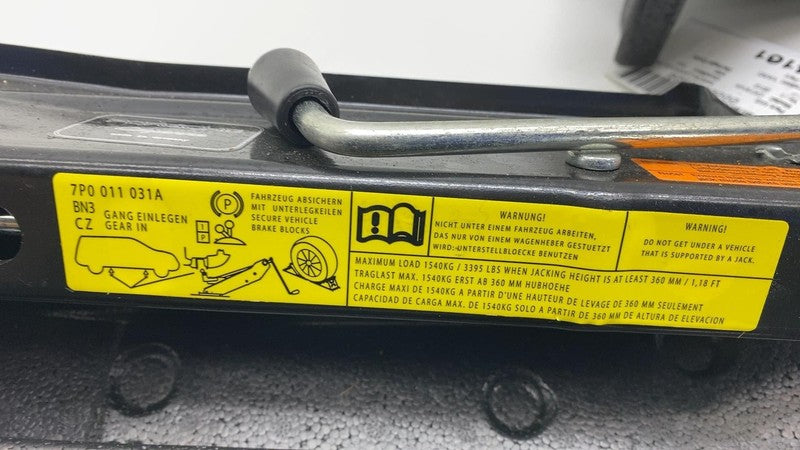 7P0 011 031A
BN3
CZ
GANG EINLEGEN
GEAR IN
P
1
P
FAHRZEUG ABSICHERN
MIT UNTERLEGKEILEN
SECURE VEHICLE
BRAKE BLOCKS
WARNUNG!
NICHT UNTER EINEM FAHRZEUG ARBEITEN,
DAS NUR VON EINEM WAGENHEBER GESTUETZT
WIRD:-UNTERSTELLBLOECKE BENUTZEN
WARNING!
DO NOT GET UNDER A VEHICLE
THAT IS SUPPORTED BY A JACK.
MAXIMUM LOAD 1540KG / 3395 LBS WHEN JACKING HEIGHT IS AT LEAST 360 MM / 1,18 FT
TRAGLAST MAX. 1540KG ERST AB 360 MM HUBHOEHE
CHARGE MAXI DE 1540KG A PARTIR D'UNE HAUTEUR DE LEVAGE DE 360 MM SEULEMENT
CAPACIDAD DE CARGA MAX. DE 1540KG SOLO A PARTIR DE 360 MM DE ALTURA DE ELEVACION